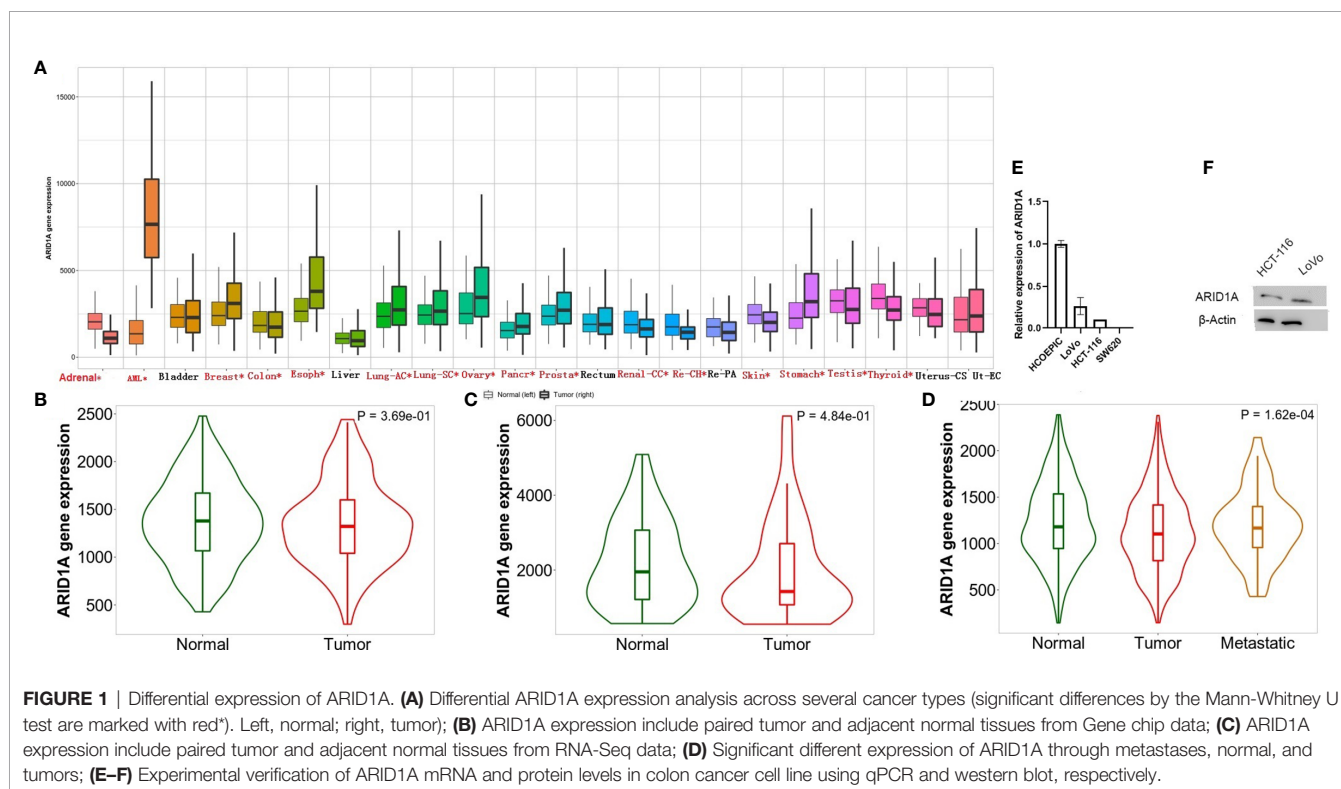 A
ARID1A gene expression
15000
10000
5000
0
Adrenal* AML* Bladder Breast* Colon* Esoph* Liver Lung-AC* Lung-SC* Ovary* Pancr* Prosta* Rectum Renal-CC* Re-CH* Re-PA Skin* Stomach* Testis* Thyroid* Uterus-CS Ut-EC
Normal (left) Tumor (right)
E
Relative expression of ARID1A
1.5
1.0
0.5
0.0
HCOEPIC LoVo HCT-116 SW620
F
HCT-116 LoVo
ARID1A
β-Actin
B
P = 3.69e-01
ARID1A gene expression
2500
2000
1500
1000
500
Normal Tumor
C
P = 4.84e-01
ARID1A gene expression
6000
4000
2000
Normal Tumor
D
P = 1.62e-04
ARID1A gene expression
2500
2000
1500
1000
500
Normal Tumor Metastatic
FIGURE 1 | Differential expression of ARID1A. (A) Differential ARID1A expression analysis across several cancer types (significant differences by the Mann-Whitney U
test are marked with red*). Left, normal; right, tumor); (B) ARID1A expression include paired tumor and adjacent normal tissues from Gene chip data; (C) ARID1A
expression include paired tumor and adjacent normal tissues from RNA-Seq data; (D) Significant different expression of ARID1A through metastases, normal, and
tumors; (E–F) Experimental verification of ARID1A mRNA and protein levels in colon cancer cell line using qPCR and western blot, respectively.